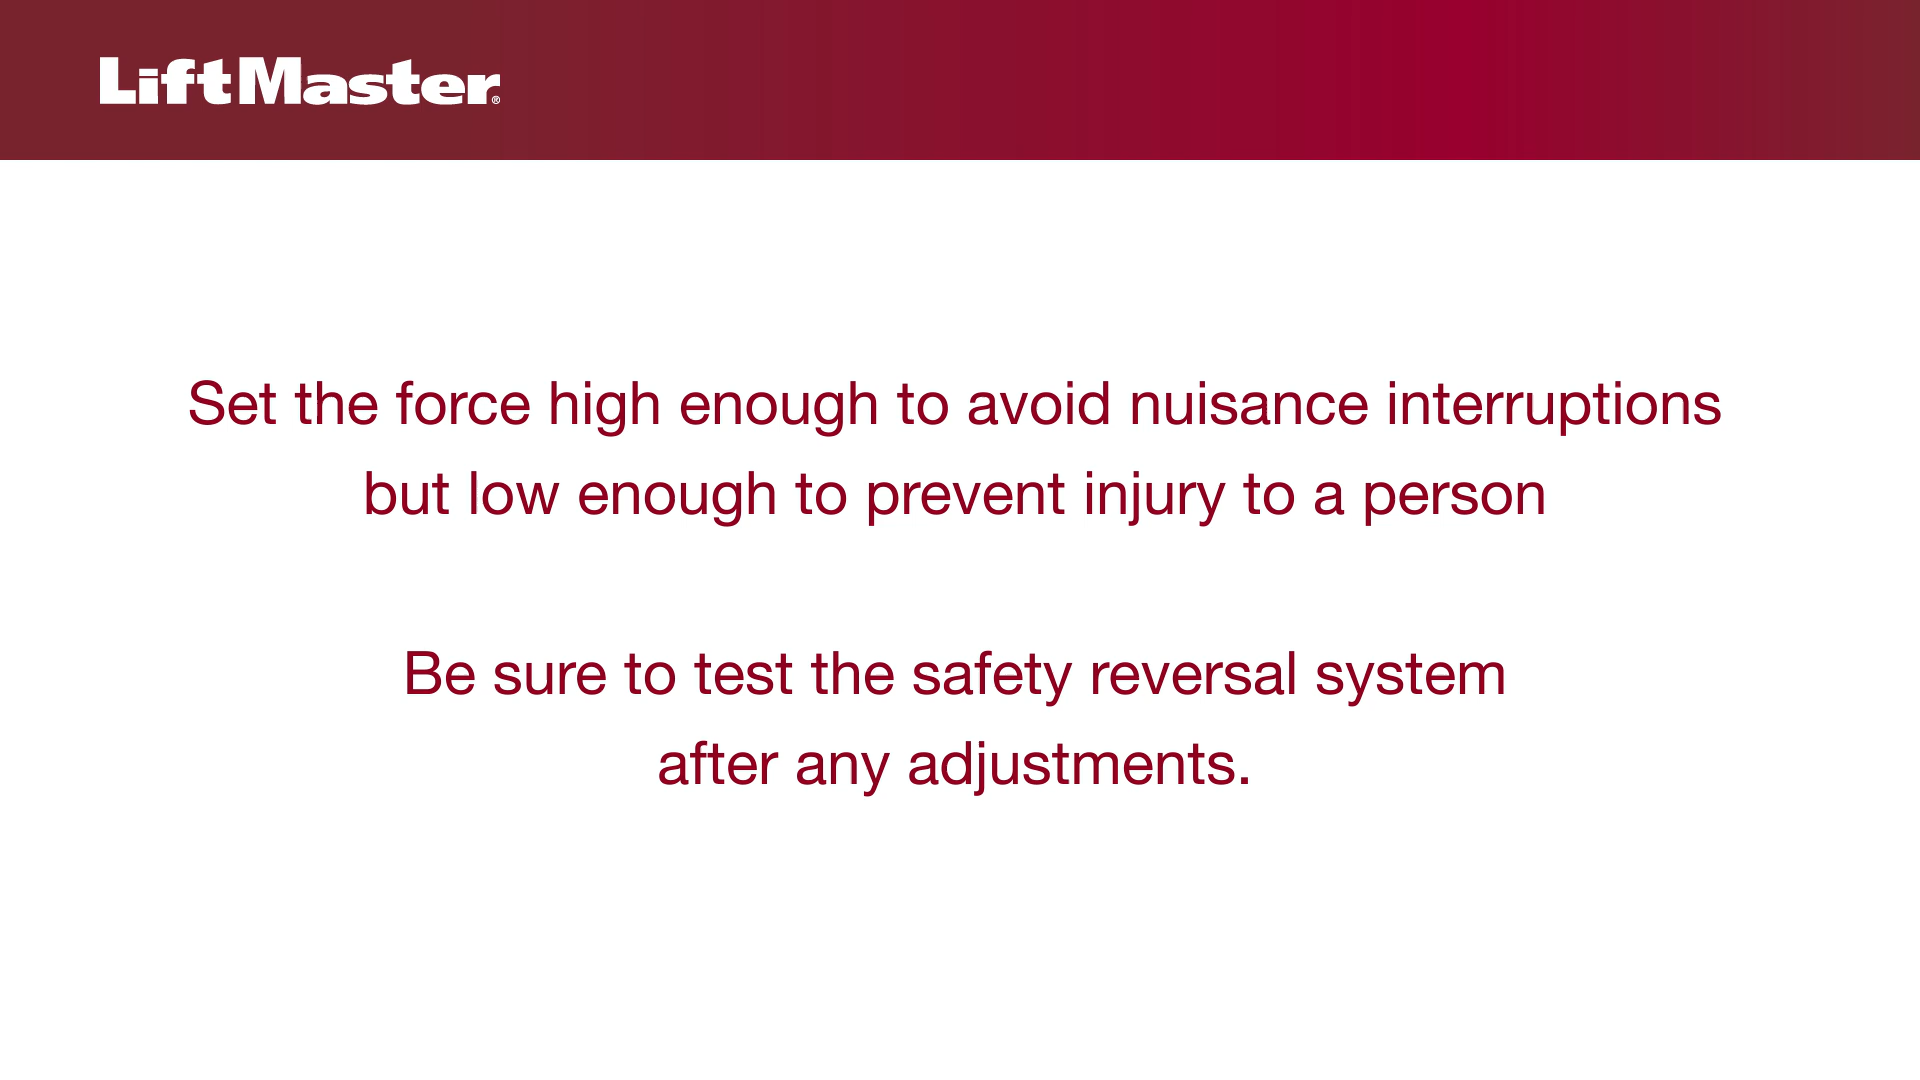 LiftMaster®
Set the force high enough to avoid nuisance interruptions
but low enough to prevent injury to a person
Be sure to test the safety reversal system
after any adjustments.